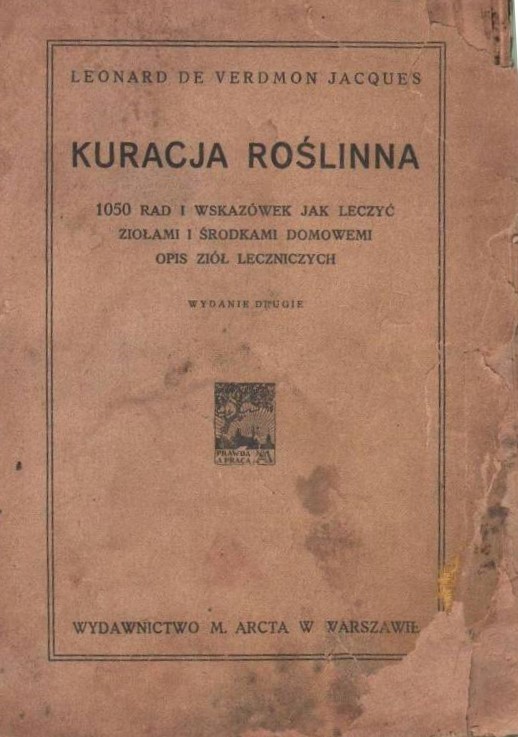 LEONARD DE VERDMON JACQUES
KURACJA ROŚLINNA
1050 RAD I WSKAZÓWEK JAK LECZYĆ
ZIOŁAMI I ŚRODKAMI DOMOWEMI
OPIS ZIÓŁ LECZNICZYCH
WYDANIE DRUGIE
PRAWDA
A PRACĄ
WYDAWNICTWO M. ARCTA W WARSZAWIE